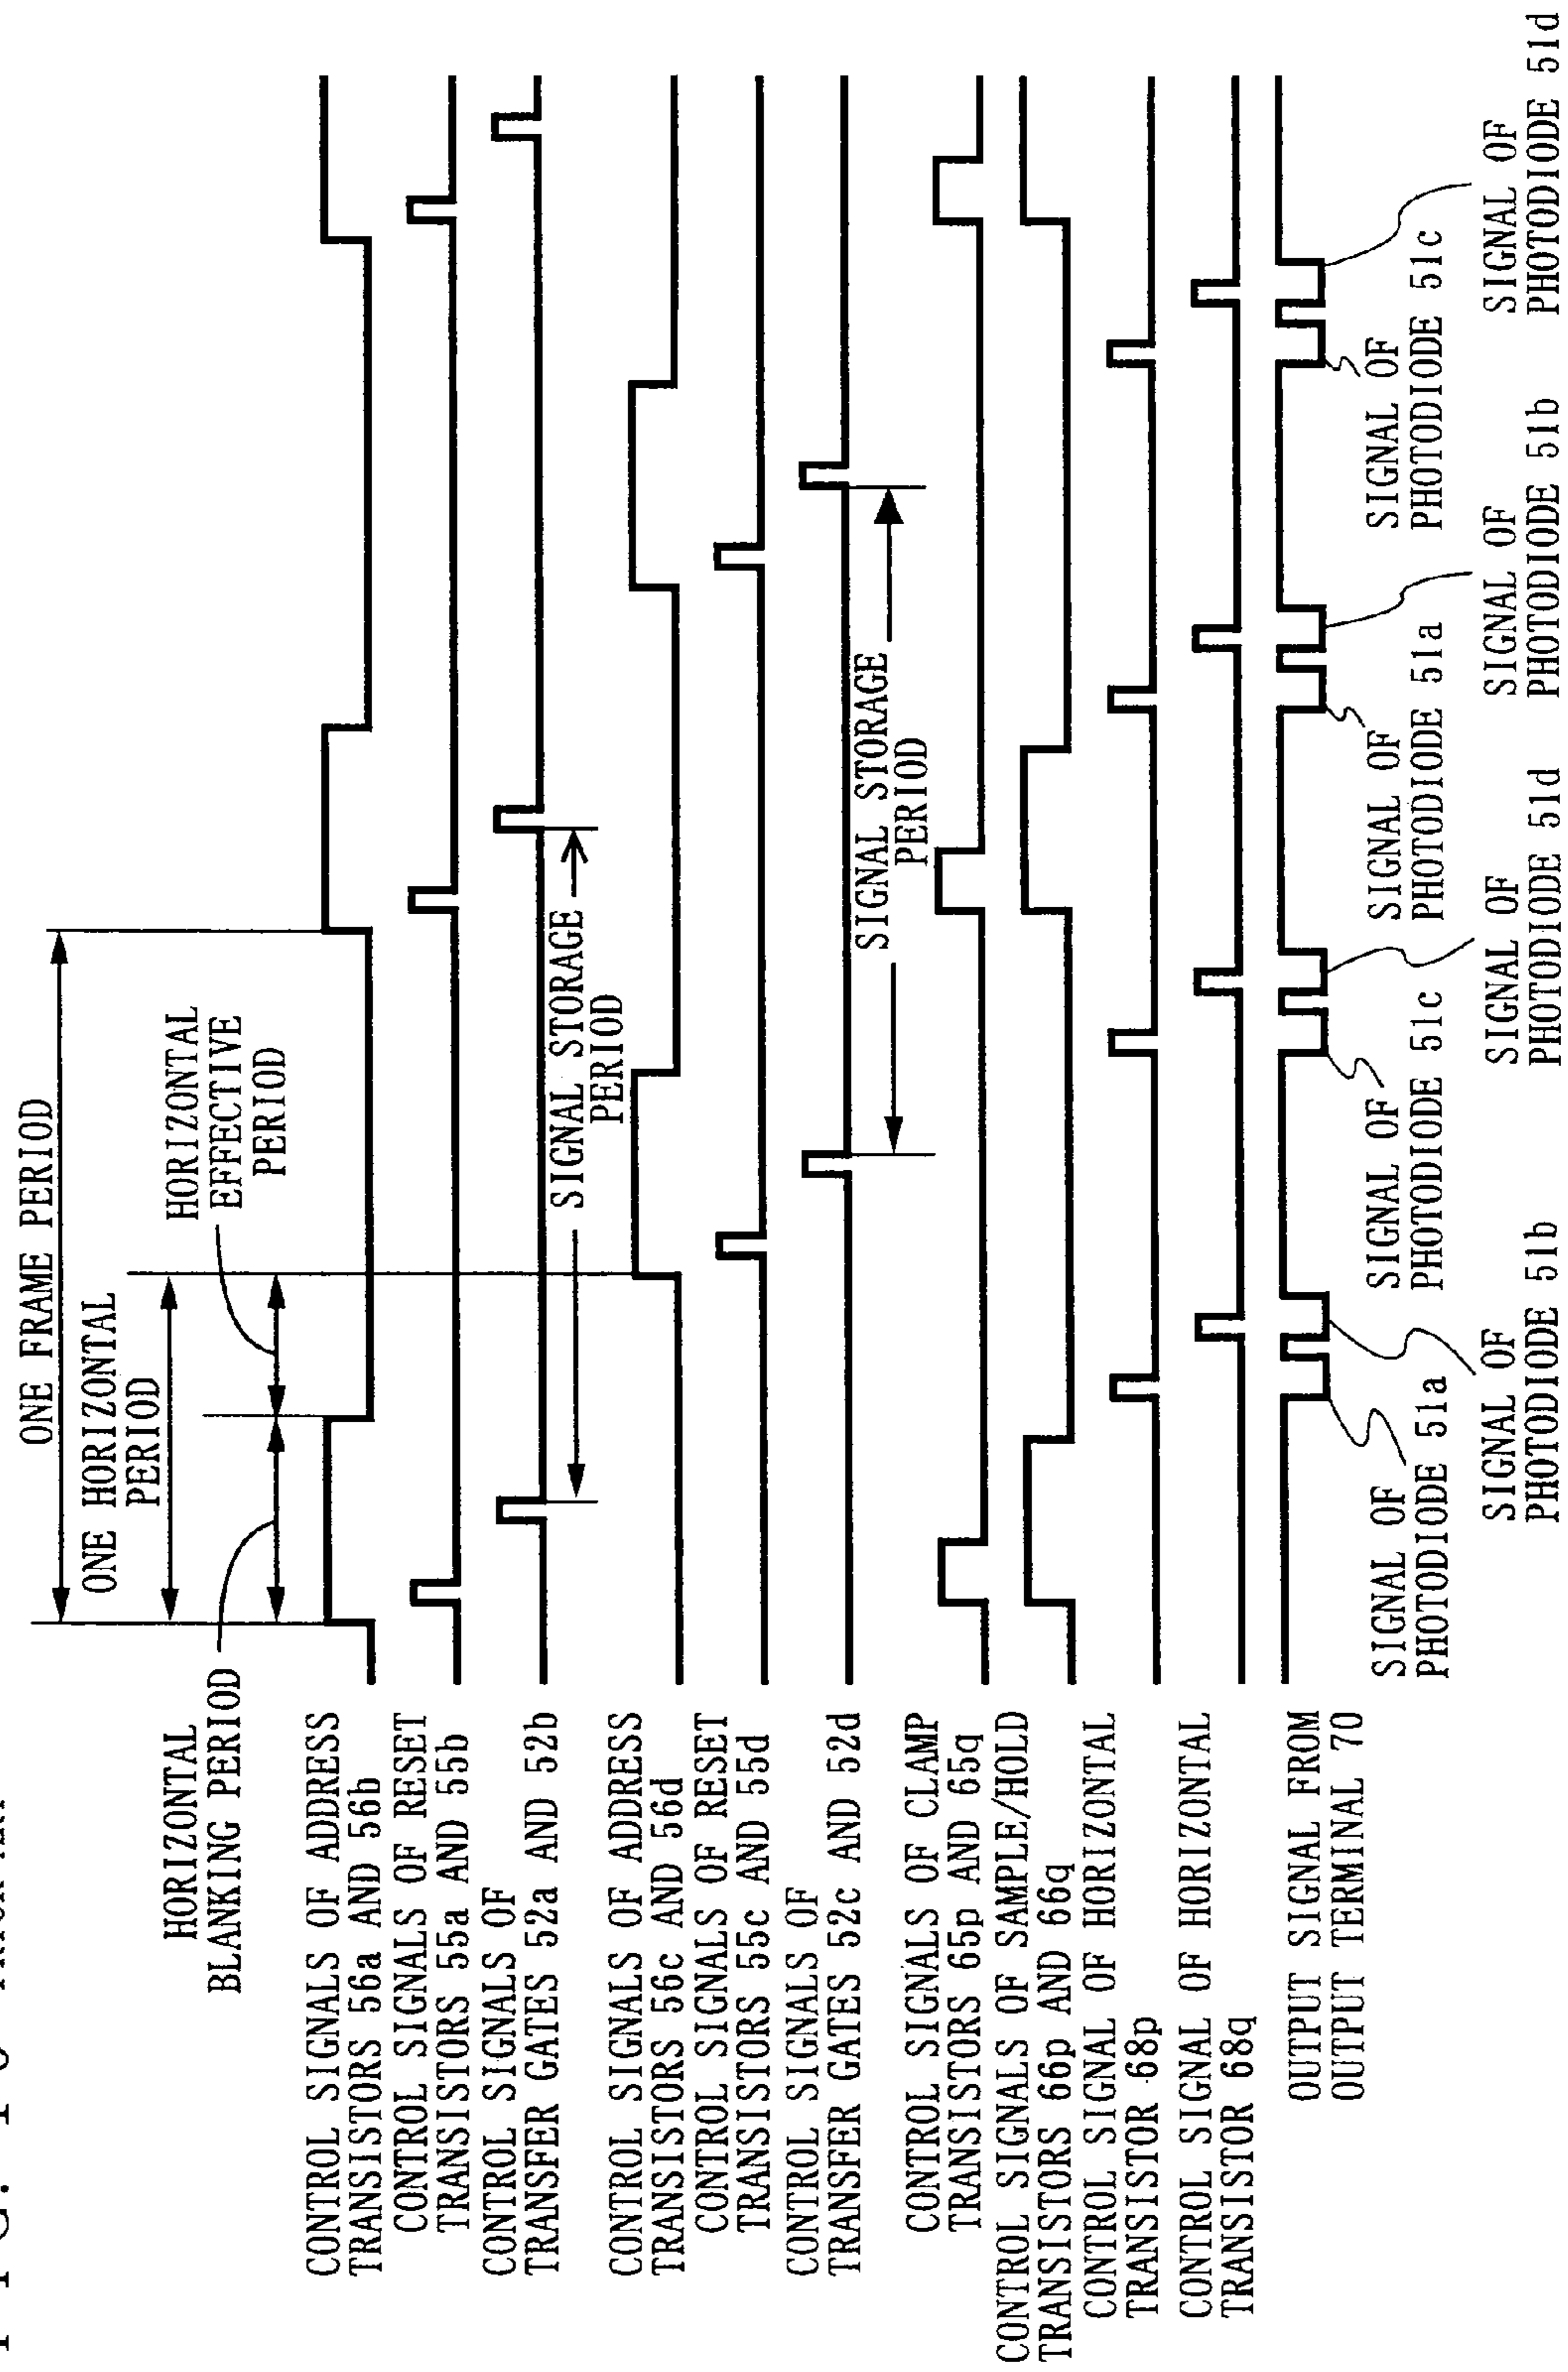 ONE FRAME PERIOD
ONE HORIZONTAL
PERIOD
HORIZONTAL
EFFECTIVE
PERIOD
HORIZONTAL
BLANKING PERIOD
CONTROL SIGNALS OF ADDRESS
TRANSISTORS 56a AND 56b
CONTROL SIGNALS OF RESET
TRANSISTORS 55a AND 55b
CONTROL SIGNALS OF
TRANSFER GATES 52a AND 52b
SIGNAL STORAGE
PERIOD
CONTROL SIGNALS OF ADDRESS
TRANSISTORS 56c AND 56d
CONTROL SIGNALS OF RESET
TRANSISTORS 55c AND 55d
CONTROL SIGNALS OF
TRANSFER GATES 52c AND 52d
SIGNAL STORAGE
PERIOD
CONTROL SIGNALS OF CLAMP
TRANSISTORS 65p AND 65q
CONTROL SIGNALS OF SAMPLE/HOLD
TRANSISTORS 66p AND 66q
CONTROL SIGNAL OF HORIZONTAL
TRANSISTOR 68p
CONTROL SIGNAL OF HORIZONTAL
TRANSISTOR 68q
OUTPUT SIGNAL FROM
OUTPUT TERMINAL 70
SIGNAL OF
PHOTODIODE 51a
SIGNAL OF
PHOTODIODE 51b
SIGNAL OF
PHOTODIODE 51c
SIGNAL OF
PHOTODIODE 51d
SIGNAL OF
PHOTODIODE 51a
SIGNAL OF
PHOTODIODE 51b
SIGNAL OF
PHOTODIODE 51c
SIGNAL OF
PHOTODIODE 51d